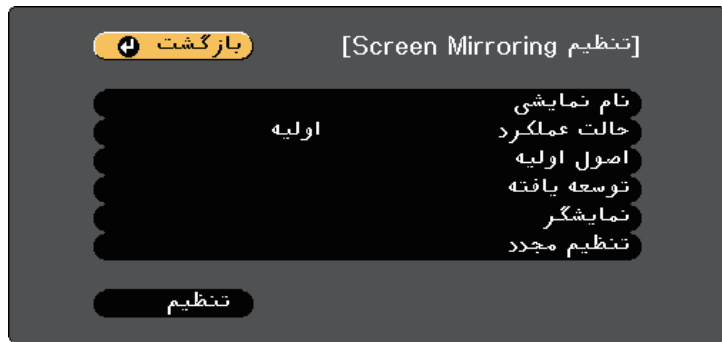 [تنظیم Screen Mirroring] بازگشت
نام نمایشی
حالت عملکرد اولیه
اصول اولیه
توسعه یافته
نمایشگر
تنظیم مجدد
تنظیم